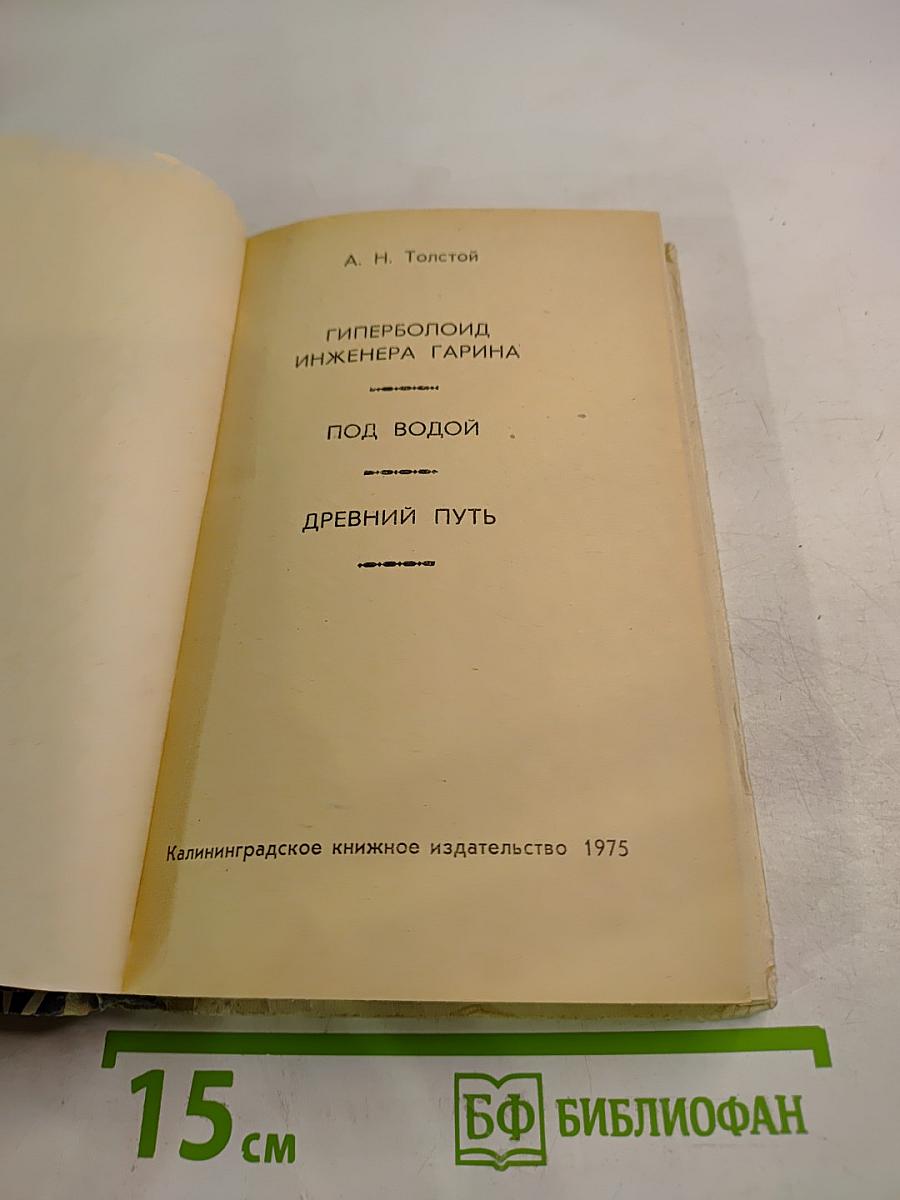 А. Н. Толстой
ГИПЕРБОЛОИД
ИНЖЕНЕРА ГАРИНА
ПОД ВОДОЙ
ДРЕВНИЙ ПУТЬ
Калининградское книжное издательство 1975
15 см
БФ БИБЛИОФАН